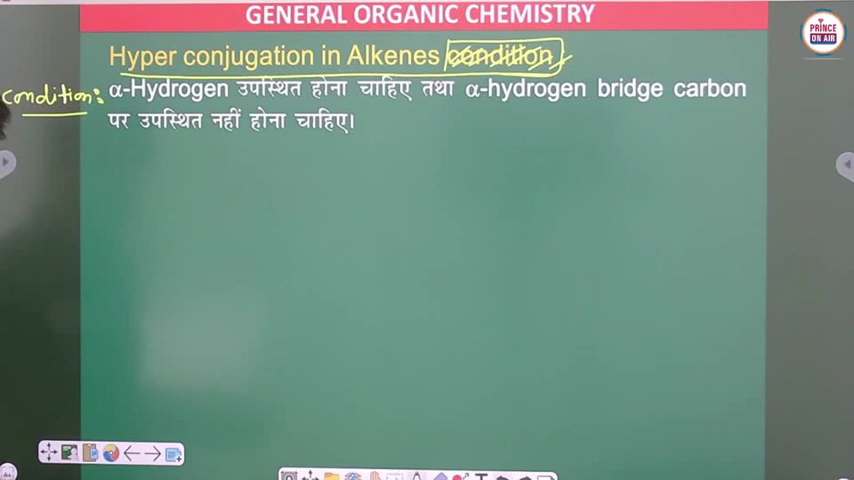 GENERAL ORGANIC CHEMISTRY
PRINCE
ON AIR
Hyper conjugation in Alkenes condition
condition:
α-Hydrogen उपस्थित होना चाहिए तथा α-hydrogen bridge carbon
पर उपस्थित नहीं होना चाहिए।